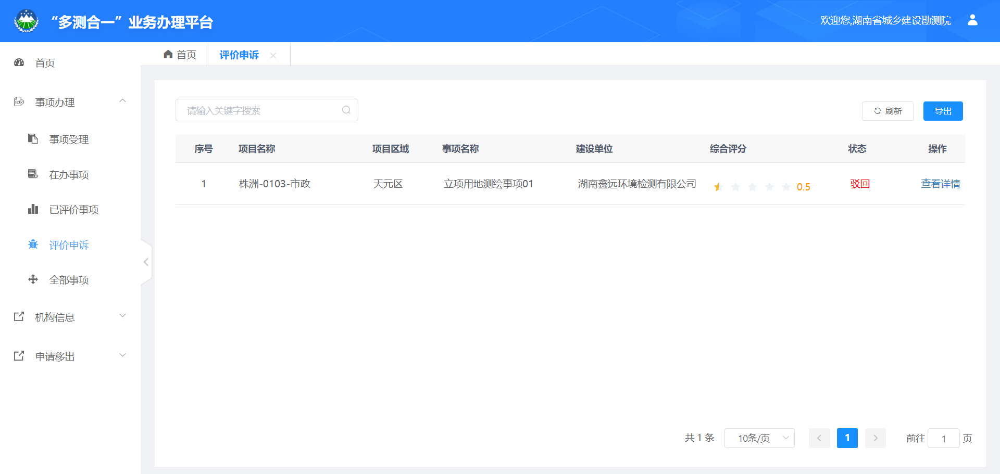 “多测合一”业务办理平台
欢迎您,湖南省城乡建设勘测院
首页
事项办理
事项受理
在办事项
已评价事项
评价申诉
全部事项
机构信息
申请移出
首页 评价申诉
请输入关键字搜索
刷新 导出
序号 项目名称 项目区域 事项名称 建设单位 综合评分 状态 操作
1 株洲-0103-市政 天元区 立项用地测绘事项01 湖南鑫远环境检测有限公司 0.5 驳回 查看详情
共 1 条 10条/页 1 前往 1 页